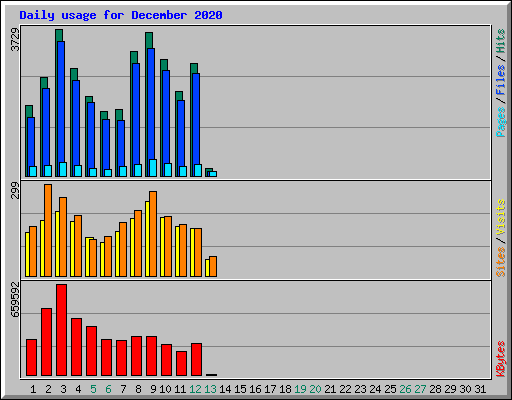 Daily usage for December 2020
3729
Pages / Files / Hits
299
Sites / Visits
659592
KBytes
1 2 3 4 5 6 7 8 9 10 11 12 13 14 15 16 17 18 19 20 21 22 23 24 25 26 27 28 29 30 31